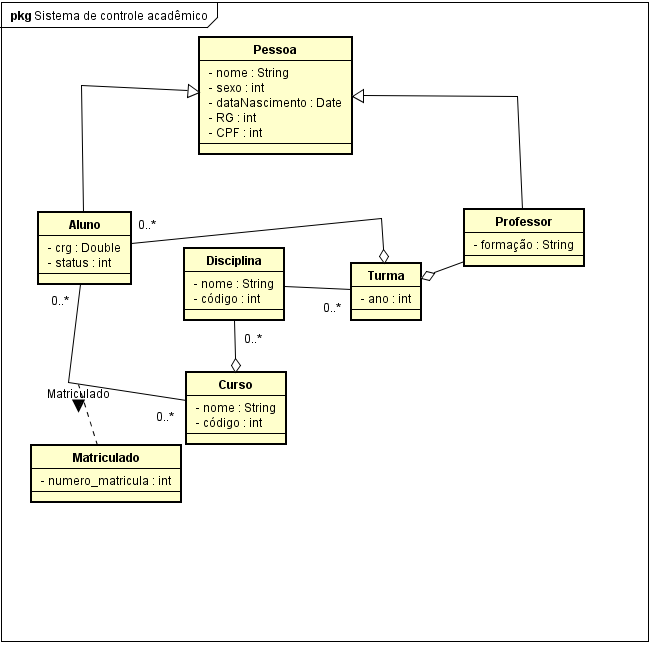 pkg Sistema de controle acadêmico
Pessoa
- nome : String
- sexo : int
- dataNascimento : Date
- RG : int
- CPF : int
Aluno
- crg : Double
- status : int
0..*
0..*
Professor
- formação : String
Disciplina
- nome : String
- código : int
0..*
0..*
Turma
- ano : int
Curso
- nome : String
- código : int
0..*
Matriculado
Matriculado
- numero_matricula : int